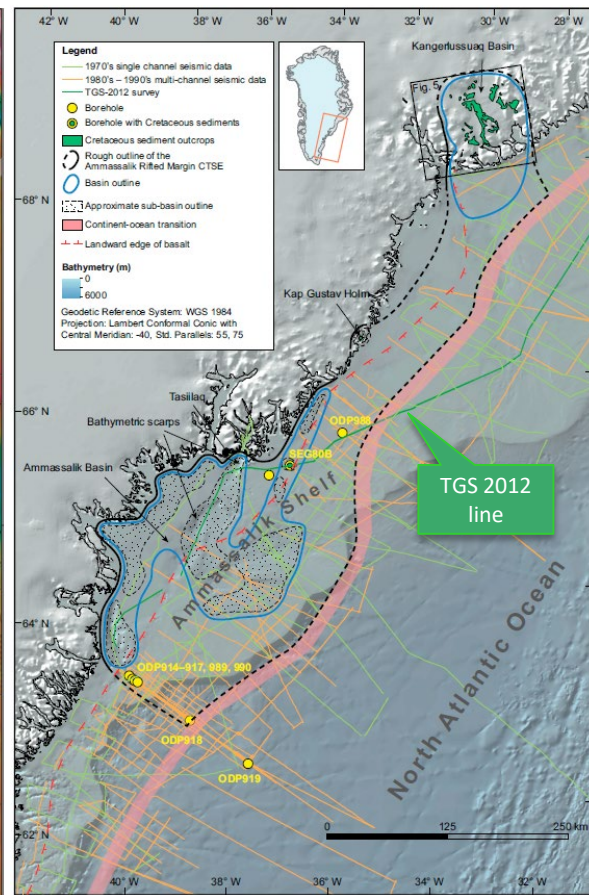 42° W
40° W
38° W
36° W
34° W
32° W
30° W
28° W
Kangerlussuaq Basin
Fig. 5
Legend
1970's single channel seismic data
1980's – 1990's multi-channel seismic data
TGS-2012 survey
Borehole
Borehole with Cretaceous sediments
Cretaceous sediment outcrops
Rough outline of the
Ammassalik Rifted Margin CTSE
Basin outline
Approximate sub-basin outline
Continent-ocean transition
Landward edge of basalt
Bathymetry (m)
0
6000
Geodetic Reference System: WGS 1984
Projection: Lambert Conformal Conic with
Central Meridian: -40, Std. Parallels: 55, 75
68° N
Kap Gustav Holm
66° N
Tasiilaq
Bathymetric scarps
Ammassalik Basin
ODP988
SEG80B
TGS 2012
line
Ammassalik Shelf
64° N
ODP914–917, 989, 990
ODP918
ODP919
North Atlantic Ocean
62° N
0
125
250 km
40° W
38° W
36° W
34° W
32° W